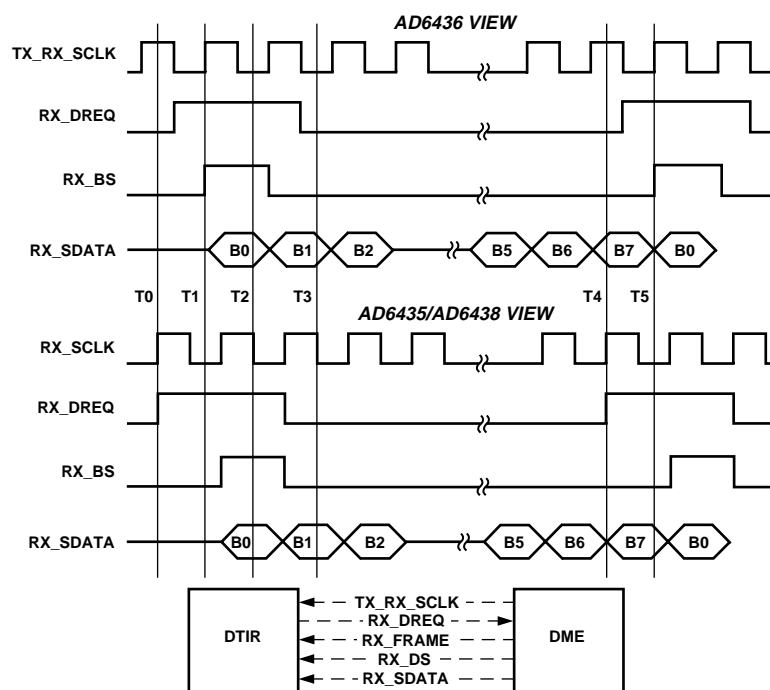 AD6436 VIEW
TX_RX_SCLK
RX_DREQ
RX_BS
RX_SDATA B0 B1 B2 B5 B6 B7 B0
T0 T1 T2 T3 T4 T5
AD6435/AD6438 VIEW
RX_SCLK
RX_DREQ
RX_BS
RX_SDATA B0 B1 B2 B5 B6 B7 B0
TX_RX_SCLK
RX_DREQ
DTIR RX_FRAME DME
RX_DS
RX_SDATA